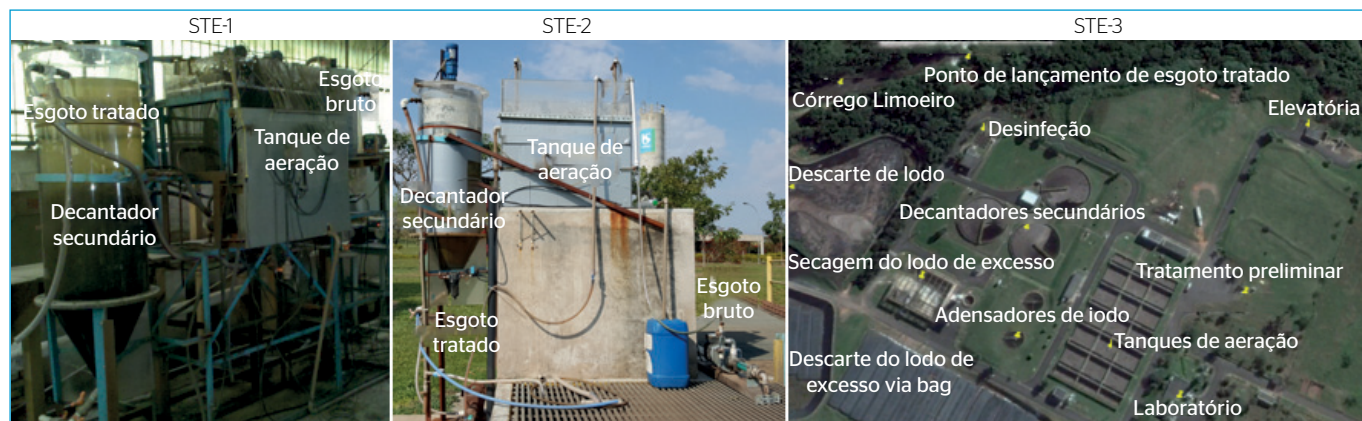 STE-1
STE-2
STE-3
Esgoto tratado
Esgoto
bruto
Tanque de
aeração
Decantador
secundário
Tanque de
aeração
Decantador
secundário
Esgoto
bruto
Esgoto
tratado
Ponto de lançamento de esgoto tratado
Córrego Limoeiro
Elevatória
Desinfeção
Descarte de lodo
Decantadores secundários
Secagem do lodo de excesso
Tratamento preliminar
Adensadores de lodo
Tanques de aeração
Descarte do lodo de
excesso via bag
Laboratório